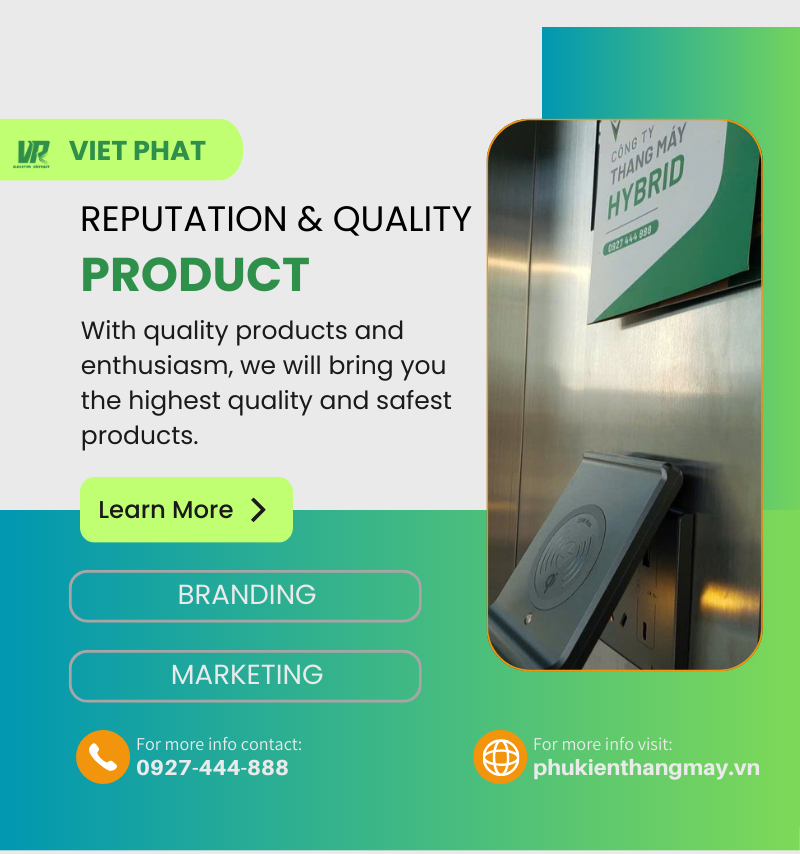 VP
VIET PHAT
REPUTATION & QUALITY
PRODUCT
With quality products and
enthusiasm, we will bring you
the highest quality and safest
products.
Learn More
BRANDING
MARKETING
For more info contact:
0927-444-888
For more info visit:
phukienthangmay.vn
CÔNG TY
THANG MÁY
HYBRID
0927 444 888